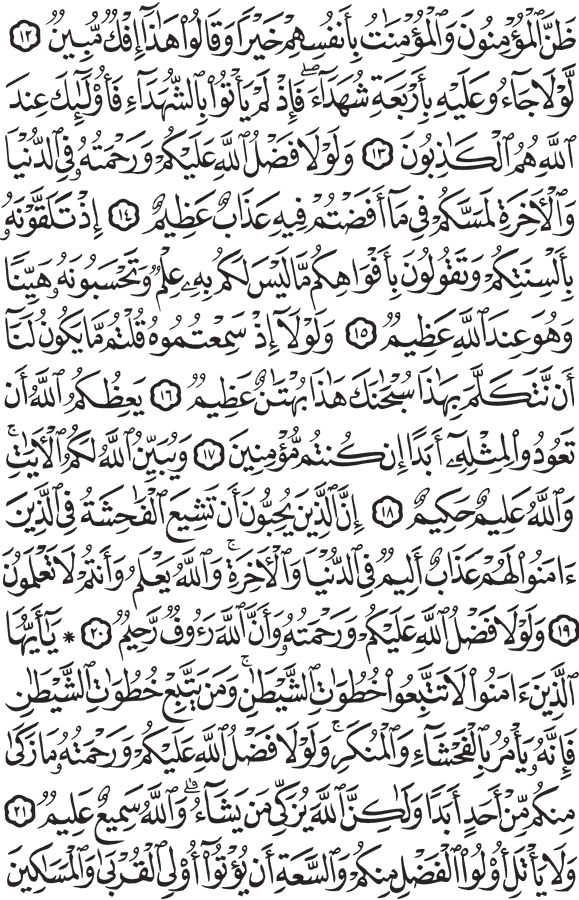 ظَنَّ ٱلْمُؤْمِنُونَ وَٱلْمُؤْمِنَٰتُ بِأَنفُسِهِمْ خَيْرًا وَقَالُوا۟ هَٰذَآ إِفْكٌ مُّبِينٌ ١٢
لَّوْلَا جَآءُو عَلَيْهِ بِأَرْبَعَةِ شُهَدَآءَ ۚ فَإِذْ لَمْ يَأْتُوا۟ بِٱلشُّهَدَآءِ فَأُو۟لَٰٓئِكَ عِندَ
ٱللَّهِ هُمُ ٱلْكَٰذِبُونَ ١٣ وَلَوْلَا فَضْلُ ٱللَّهِ عَلَيْكُمْ وَرَحْمَتُهُۥ فِى ٱلدُّنْيَا
وَٱلْءَاخِرَةِ لَمَسَّكُمْ فِى مَآ أَفَضْتُمْ فِيهِ عَذَابٌ عَظِيمٌ ١٤ إِذْ تَلَقَّوْنَهُۥ
بِأَلْسِنَتِكُمْ وَتَقُولُونَ بِأَفْوَاهِكُم مَّا لَيْسَ لَكُم بِهِۦ عِلْمٌ وَتَحْسَبُونَهُۥ هَيِّنًا
وَهُوَ عِندَ ٱللَّهِ عَظِيمٌ ١٥ وَلَوْلَآ إِذْ سَمِعْتُمُوهُ قُلْتُم مَّا يَكُونُ لَنَآ
أَن نَّتَكَلَّمَ بِهَٰذَا سُبْحَٰنَكَ هَٰذَا بُهْتَٰنٌ عَظِيمٌ ١٦ يَعِظُكُمُ ٱللَّهُ أَن
تَعُودُوا۟ لِمِثْلِهِۦٓ أَبَدًا إِن كُنتُم مُّؤْمِنِينَ ١٧ وَيُبَيِّنُ ٱللَّهُ لَكُمُ ٱلْءَايَٰتِ ۚ
وَٱللَّهُ عَلِيمٌ حَكِيمٌ ١٨ إِنَّ ٱلَّذِينَ يُحِبُّونَ أَن تَشِيعَ ٱلْفَٰحِشَةُ فِى ٱلَّذِينَ
ءَامَنُوا۟ لَهُمْ عَذَابٌ أَلِيمٌ فِى ٱلدُّنْيَا وَٱلْءَاخِرَةِ ۚ وَٱللَّهُ يَعْلَمُ وَأَنتُمْ لَا تَعْلَمُونَ
١٩ وَلَوْلَا فَضْلُ ٱللَّهِ عَلَيْكُمْ وَرَحْمَتُهُۥ وَأَنَّ ٱللَّهَ رَءُوفٌ رَّحِيمٌ ٢٠ * يَٰٓأَيُّهَا
ٱلَّذِينَ ءَامَنُوا۟ لَا تَتَّبِعُوا۟ خُطُوَٰتِ ٱلشَّيْطَٰنِ ۚ وَمَن يَتَّبِعْ خُطُوَٰتِ ٱلشَّيْطَٰنِ
فَإِنَّهُۥ يَأْمُرُ بِٱلْفَحْشَآءِ وَٱلْمُنكَرِ ۚ وَلَوْلَا فَضْلُ ٱللَّهِ عَلَيْكُمْ وَرَحْمَتُهُۥ مَا زَكَىٰ
مِنكُم مِّنْ أَحَدٍ أَبَدًا وَلَٰكِنَّ ٱللَّهَ يُزَكِّى مَن يَشَآءُ ۗ وَٱللَّهُ سَمِيعٌ عَلِيمٌ ٢١
وَلَا يَأْتَلِ أُو۟لُوا۟ ٱلْفَضْلِ مِنكُمْ وَٱلسَّعَةِ أَن يُؤْتُوٓا۟ أُو۟لِى ٱلْقُرْبَىٰ وَٱلْمَسَٰكِينَ